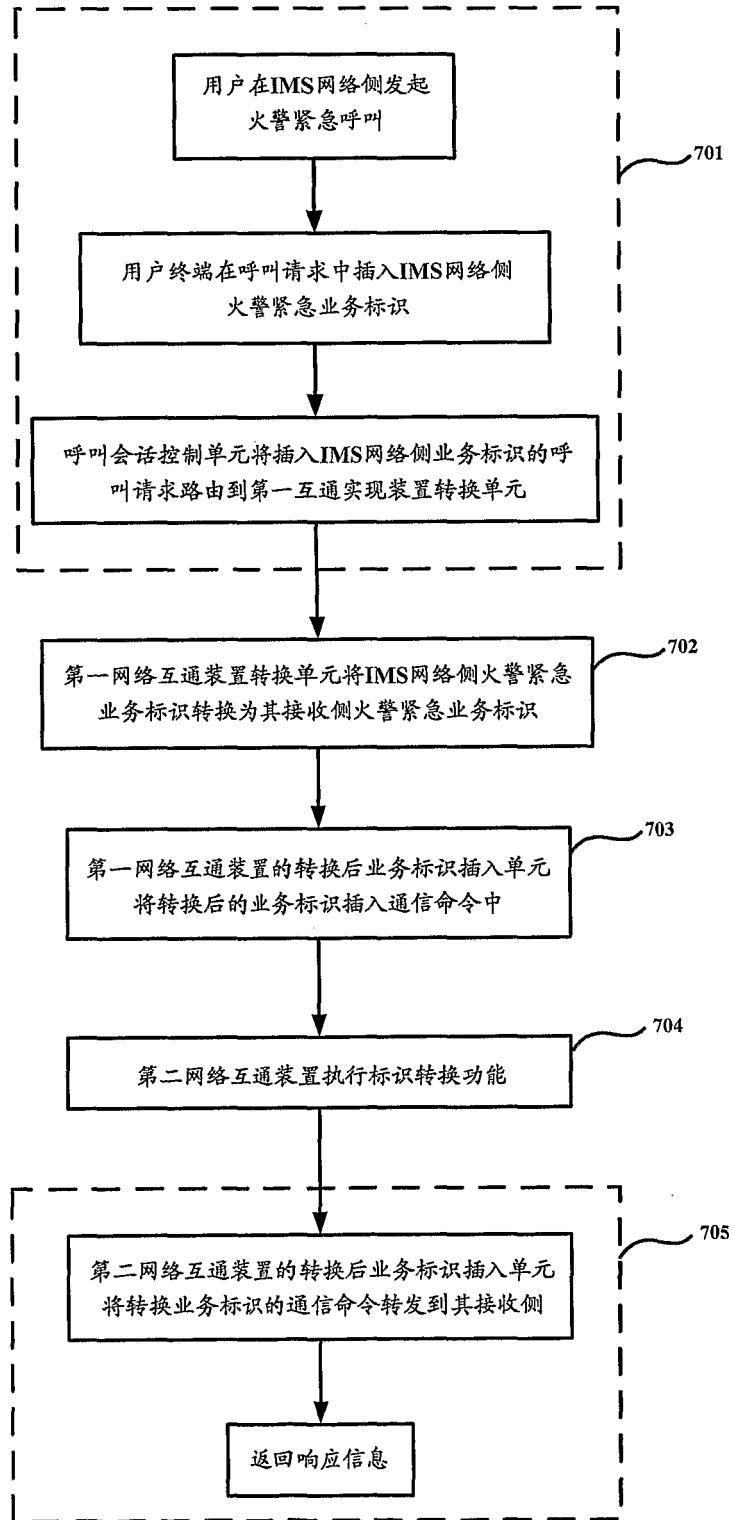 用户在IMS网络侧发起
火警紧急呼叫
701
用户终端在呼叫请求中插入IMS网络侧
火警紧急业务标识
呼叫会话控制单元将插入IMS网络侧业务标识的呼
叫请求路由到第一互通实现装置转换单元
702
第一网络互通装置转换单元将IMS网络侧火警紧急
业务标识转换为其接收侧火警紧急业务标识
703
第一网络互通装置的转换后业务标识插入单元
将转换后的业务标识插入通信命令中
704
第二网络互通装置执行标识转换功能
705
第二网络互通装置的转换后业务标识插入单元
将转换业务标识的通信命令转发到其接收侧
返回响应信息